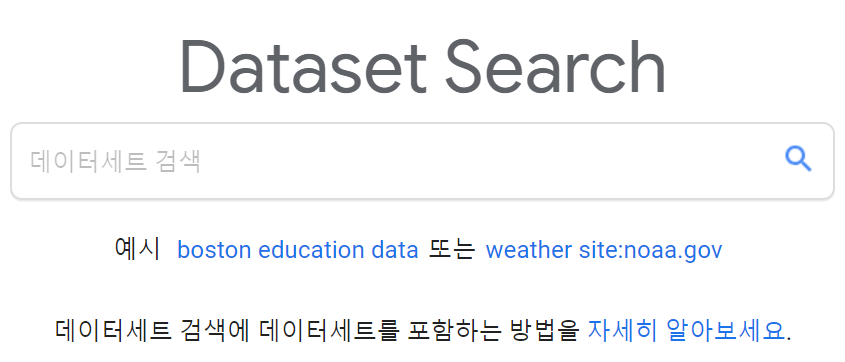 Dataset Search
데이터세트 검색
예시 boston education data 또는 weather site:noaa.gov
데이터세트 검색에 데이터세트를 포함하는 방법을 자세히 알아보세요.